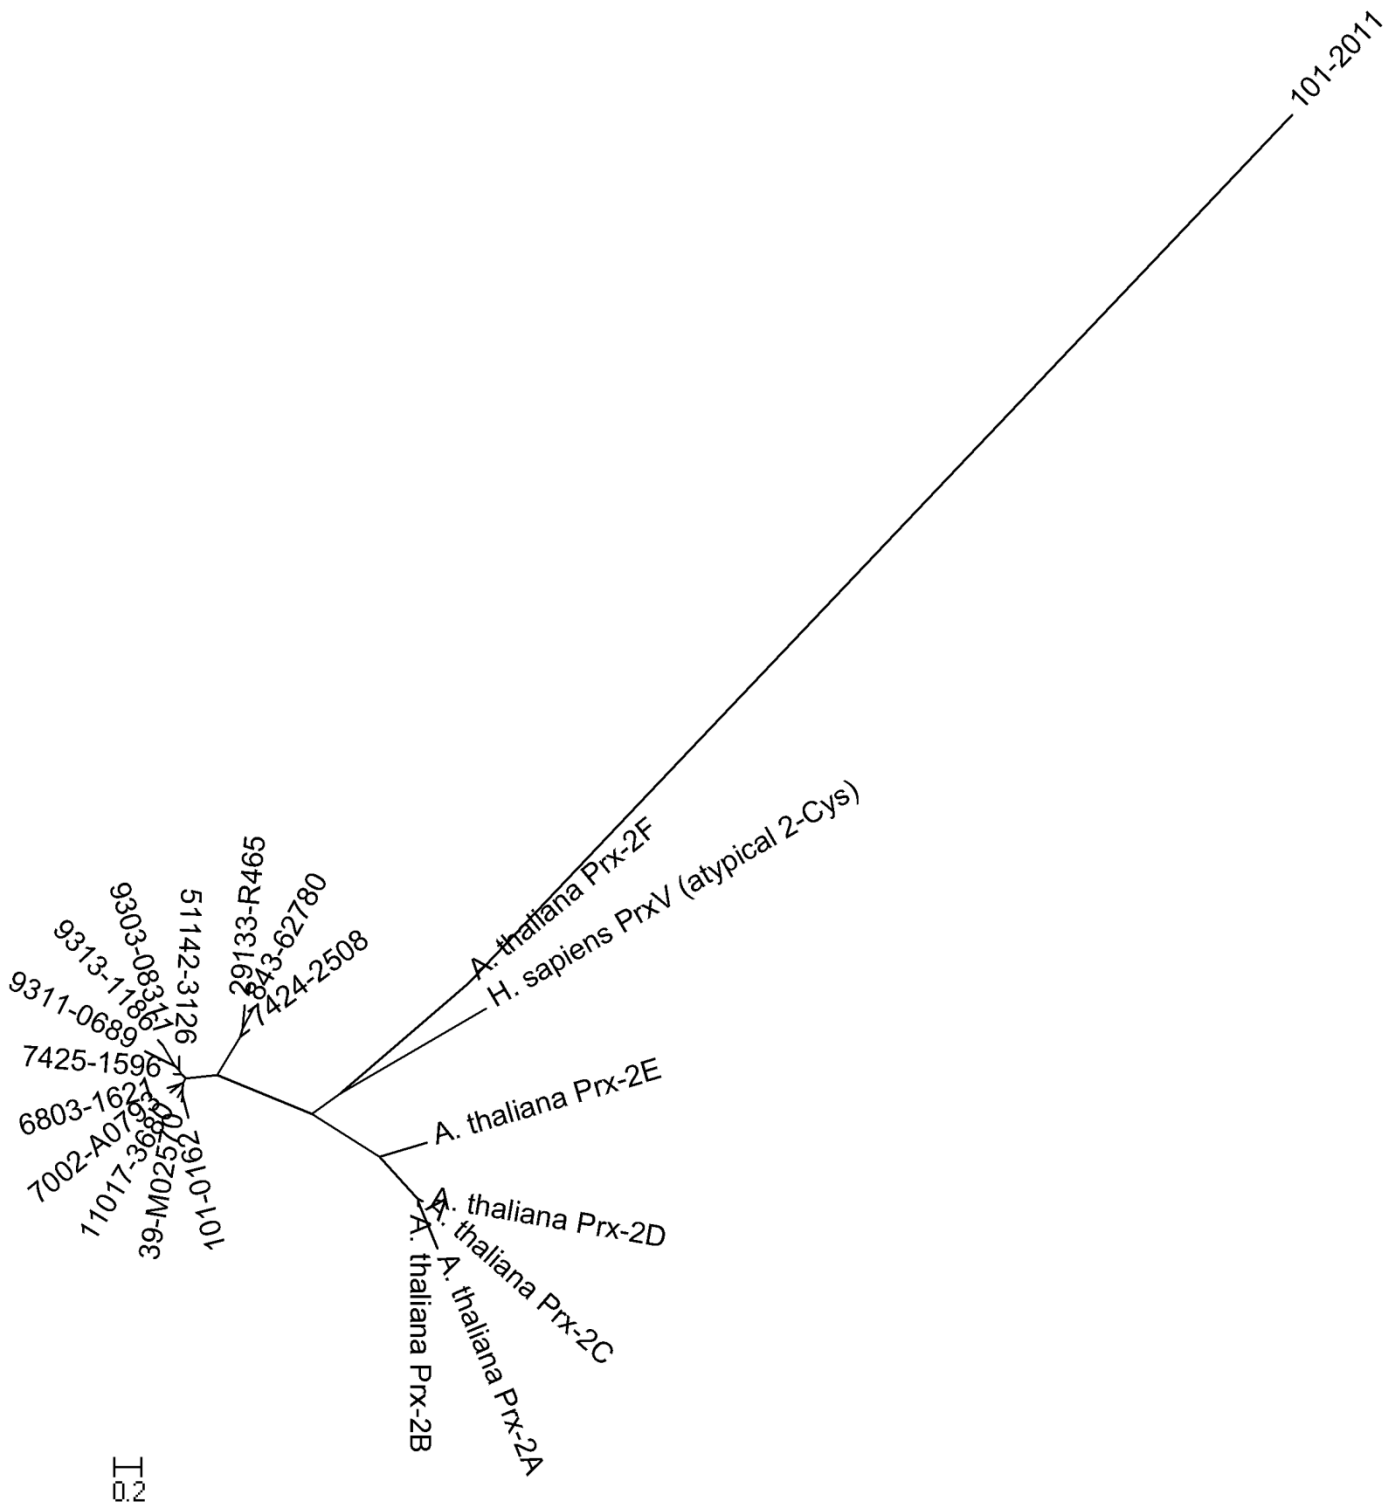 101-2011
A. thaliana Prx-2F
H. sapiens PrxV (atypical 2-Cys)
29133-R465
843-62780
7424-2508
51142-3126
9303-0831
9313-1186
9311-0689
7425-1596
6803-1621
7002-A0793
11017-3680
39-M02570
101-0162
A. thaliana Prx-2E
A. thaliana Prx-2D
A. thaliana Prx-2C
A. thaliana Prx-2A
A. thaliana Prx-2B
0.2